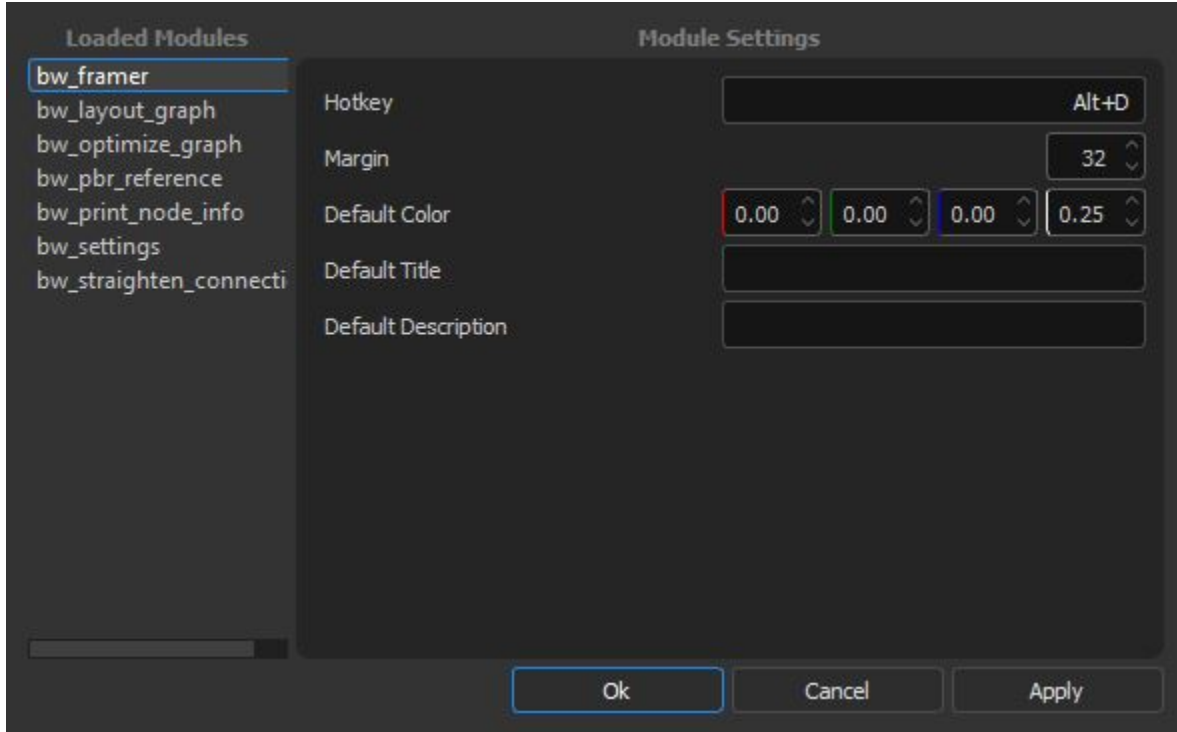 Loaded Modules
Module Settings
bw_framer
bw_layout_graph
bw_optimize_graph
bw_pbr_reference
bw_print_node_info
bw_settings
bw_straighten_connecti
Hotkey Alt+D
Margin 32
Default Color 0.00 0.00 0.00 0.25
Default Title
Default Description
Ok Cancel Apply